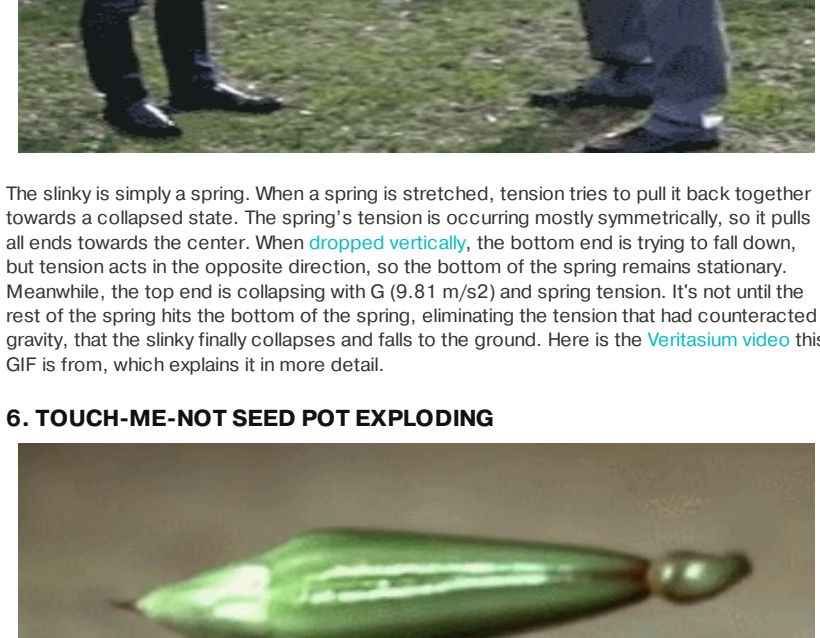 The slinky is simply a spring. When a spring is stretched, tension tries to pull it back together
towards a collapsed state. The spring's tension is occurring mostly symmetrically, so it pulls
all ends towards the center. When dropped vertically, the bottom end is trying to fall down,
but tension acts in the opposite direction, so the bottom of the spring remains stationary.
Meanwhile, the top end is collapsing with G (9.81 m/s2) and spring tension. It's not until the
rest of the spring hits the bottom of the spring, eliminating the tension that had counteracted
gravity, that the slinky finally collapses and falls to the ground. Here is the Veritasium video this
GIF is from, which explains it in more detail.
6. TOUCH-ME-NOT SEED POT EXPLODING